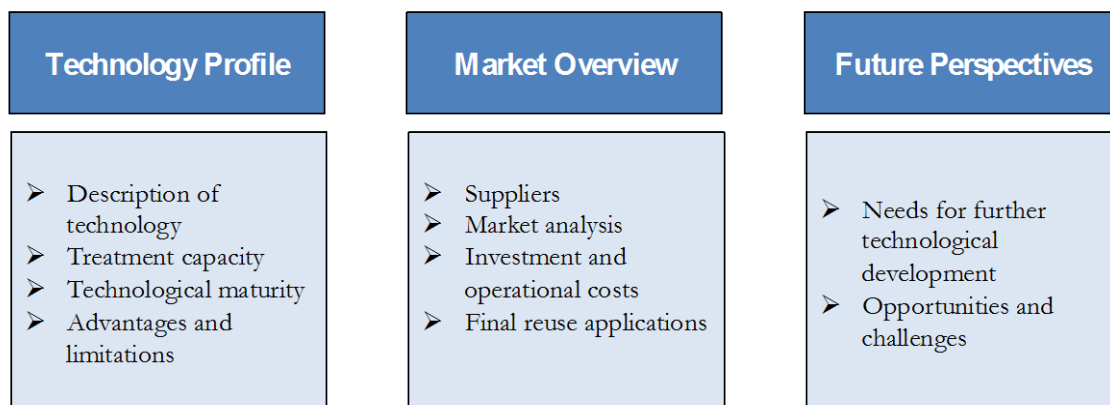 Technology Profile
➢ Description of
technology
➢ Treatment capacity
➢ Technological maturity
➢ Advantages and
limitations
Market Overview
➢ Suppliers
➢ Market analysis
➢ Investment and
operational costs
➢ Final reuse applications
Future Perspectives
➢ Needs for further
technological
development
➢ Opportunities and
challenges